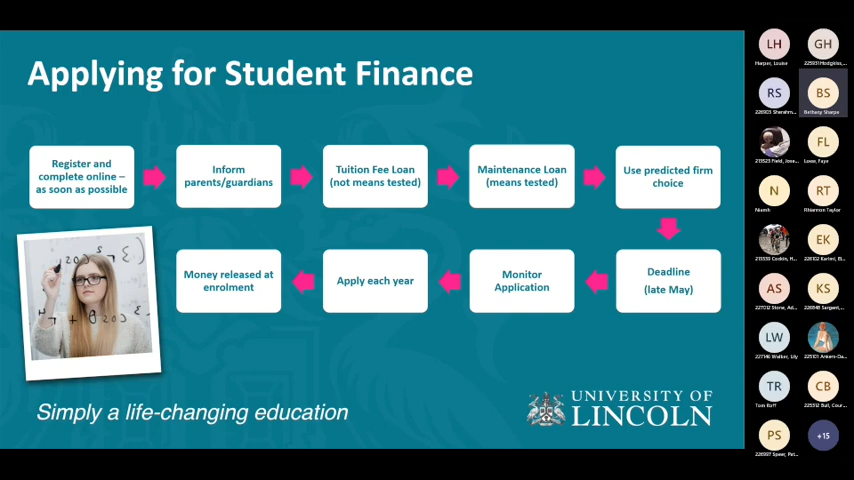 Applying for Student Finance
Register and
complete online –
as soon as possible
Inform
parents/guardians
Tuition Fee Loan
(not means tested)
Maintenance Loan
(means tested)
Use predicted firm
choice
Deadline
(late May)
Monitor
Application
Apply each year
Money released at
enrolment
Simply a life-changing education
UNIVERSITY OF
LINCOLN
LH
Harper, Louise
GH
RS
BS
Bethany Sharpe
FL
Lowe, Faye
N
Niamh
RT
Rhiannon Taylor
EK
AS
KS
LW
227146 Walker, Lily
TR
CB
PS
+15